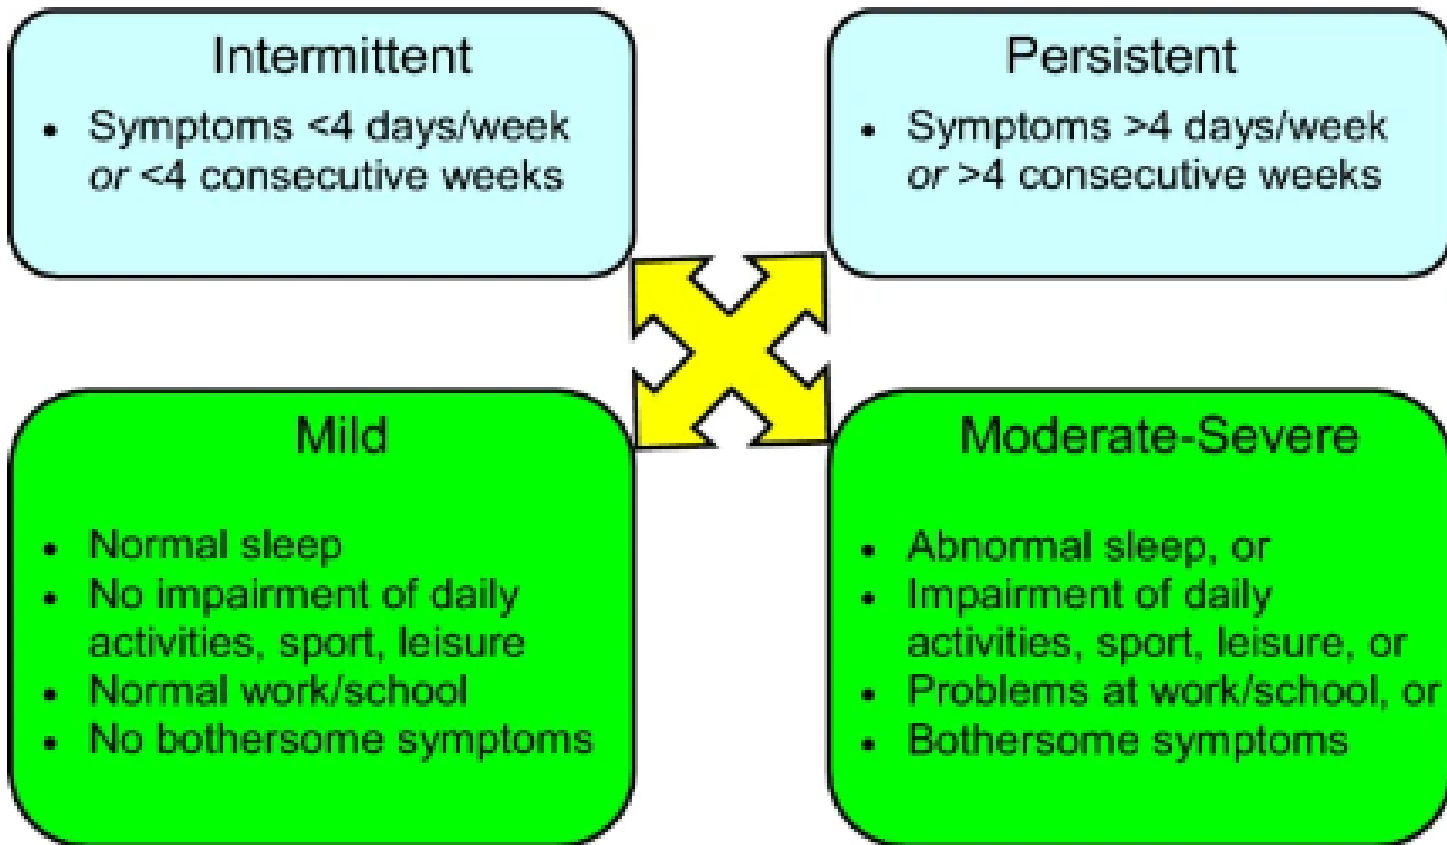 Intermittent
• Symptoms <4 days/week
or <4 consecutive weeks
Persistent
• Symptoms >4 days/week
or >4 consecutive weeks
Mild
• Normal sleep
• No impairment of daily
activities, sport, leisure
• Normal work/school
• No bothersome symptoms
Moderate-Severe
• Abnormal sleep, or
• Impairment of daily
activities, sport, leisure, or
• Problems at work/school, or
• Bothersome symptoms